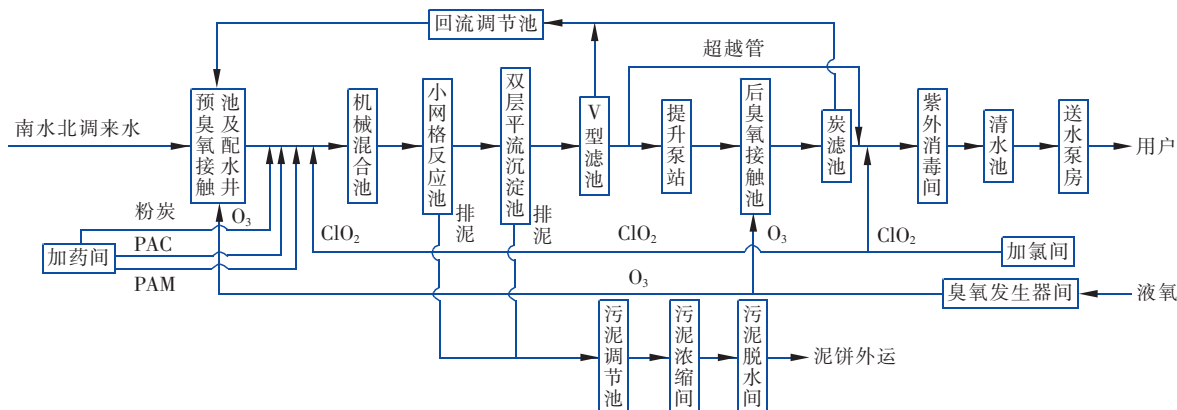 回流调节池
超越管
南水北调来水
预臭氧接触池及配水井
机械混合池
小网格反应池
双层平流沉淀池
V型滤池
提升泵站
后臭氧接触池
炭滤池
紫外消毒间
清水池
送水泵房
用户
粉炭
O₃
排泥
排泥
加药间
PAC
PAM
ClO₂
ClO₂
O₃
ClO₂
加氯间
O₃
臭氧发生器间
液氧
污泥调节池
污泥浓缩间
污泥脱水间
泥饼外运